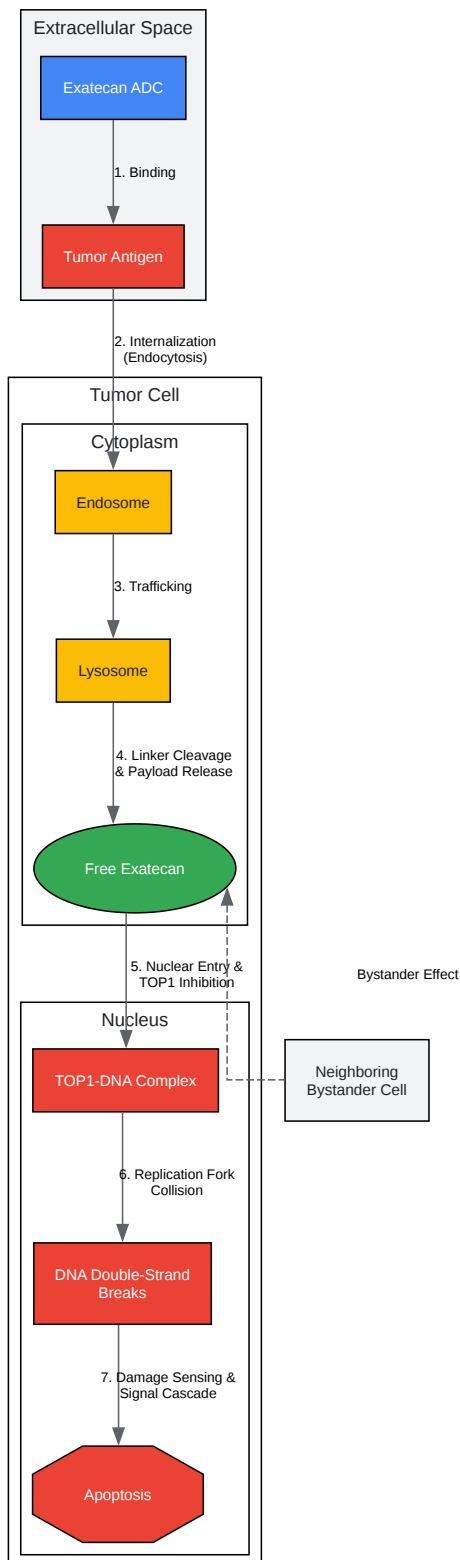 Extracellular Space
Exatecan ADC
1. Binding
Tumor Antigen
2. Internalization
(Endocytosis)
Tumor Cell
Cytoplasm
Endosome
3. Trafficking
Lysosome
4. Linker Cleavage
& Payload Release
Free Exatecan
5. Nuclear Entry &
TOP1 Inhibition
Bystander Effect
Nucleus
TOP1-DNA Complex
Neighboring
Bystander Cell
6. Replication Fork
Collision
DNA Double-Strand
Breaks
7. Damage Sensing &
Signal Cascade
Apoptosis